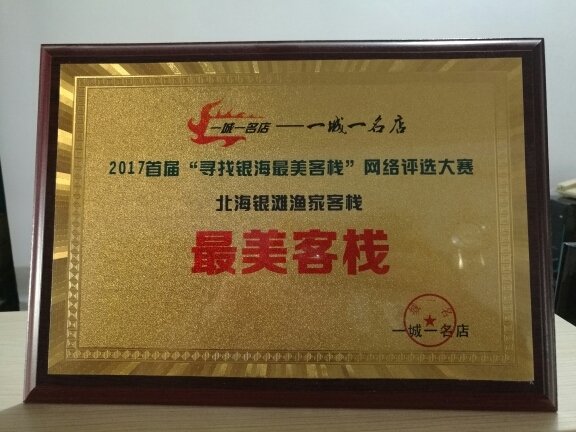 一城一名店——一城一名店
2017首届“寻找银海最美客栈”网络评选大赛
北海银滩渔家客栈
最美客栈
一城一名店